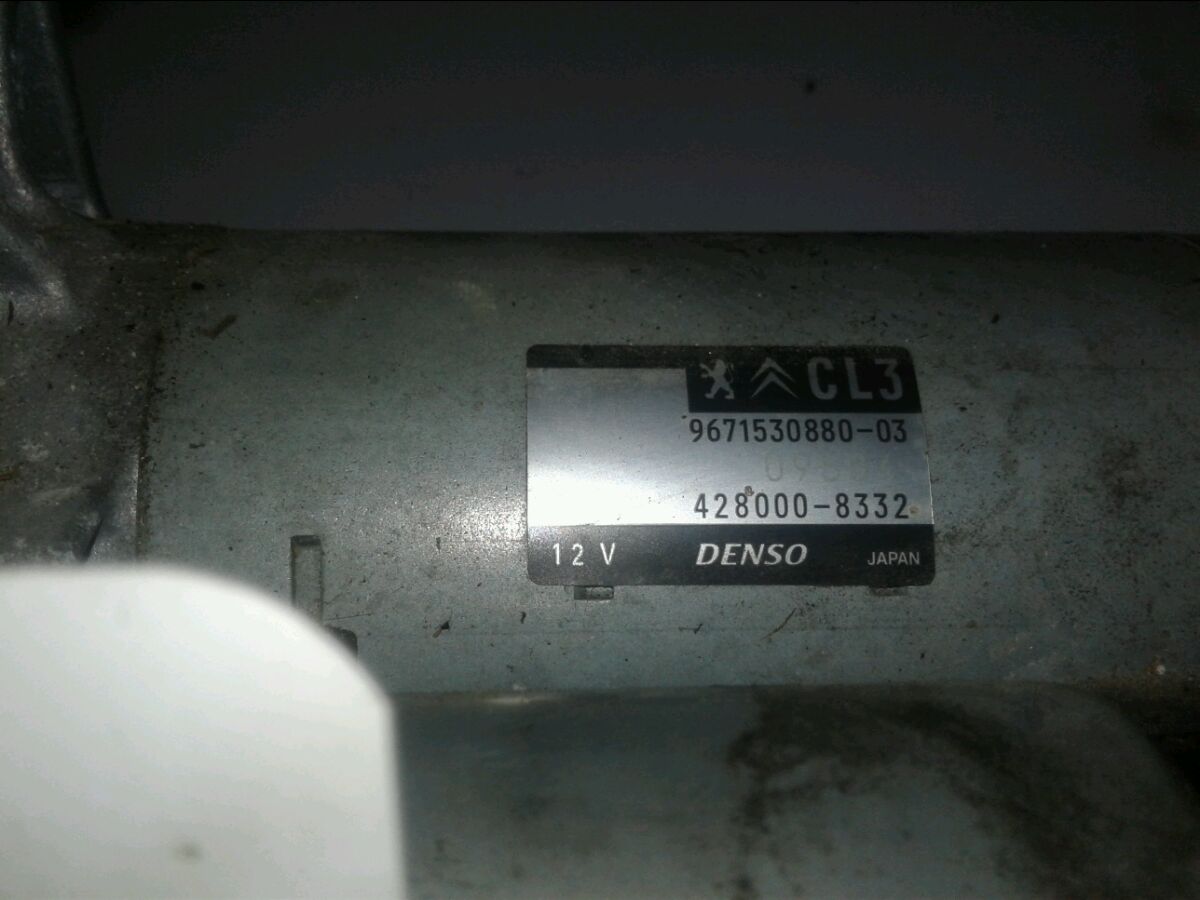 CL3
9671530880-03
428000-8332
12 V DENSO JAPAN